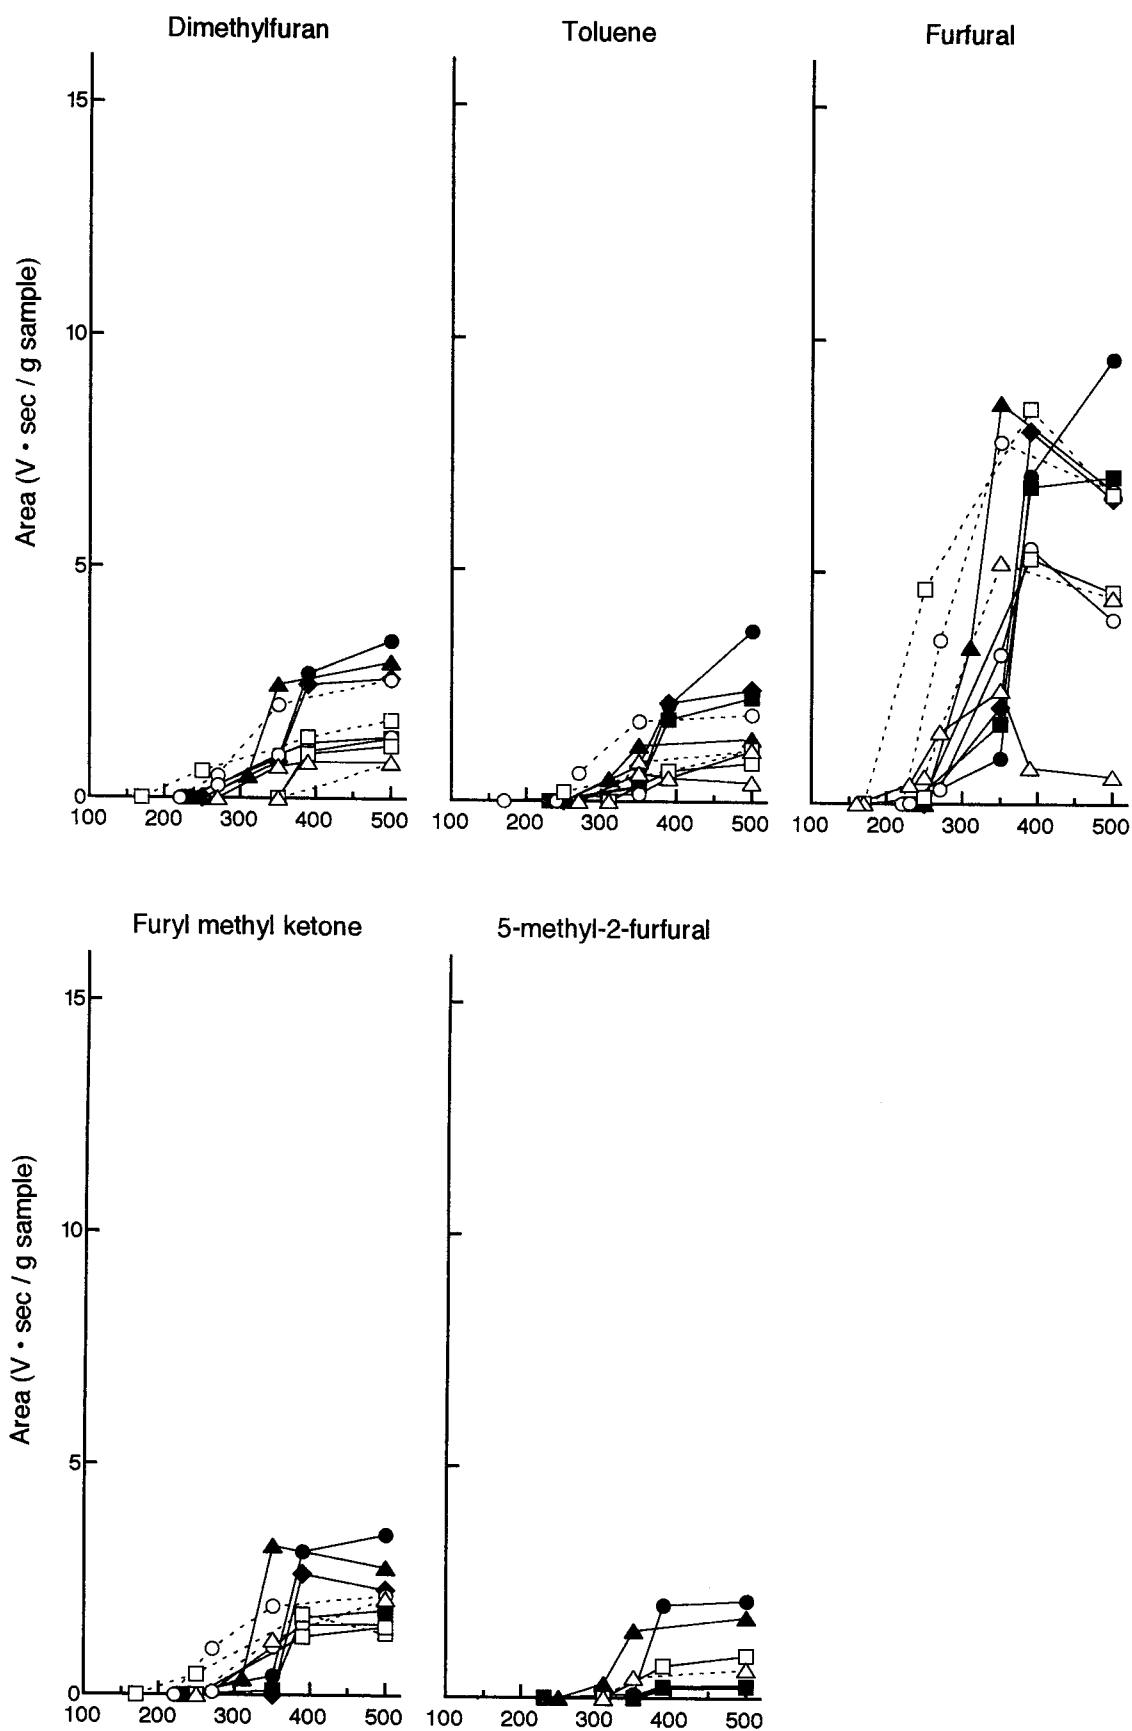 Dimethylfuran
Toluene
Furfural
Area (V • sec / g sample)
15
10
5
0
100 200 300 400 500
100 200 300 400 500
100 200 300 400 500
Furyl methyl ketone
5-methyl-2-furfural
Area (V • sec / g sample)
15
10
5
0
100 200 300 400 500
100 200 300 400 500